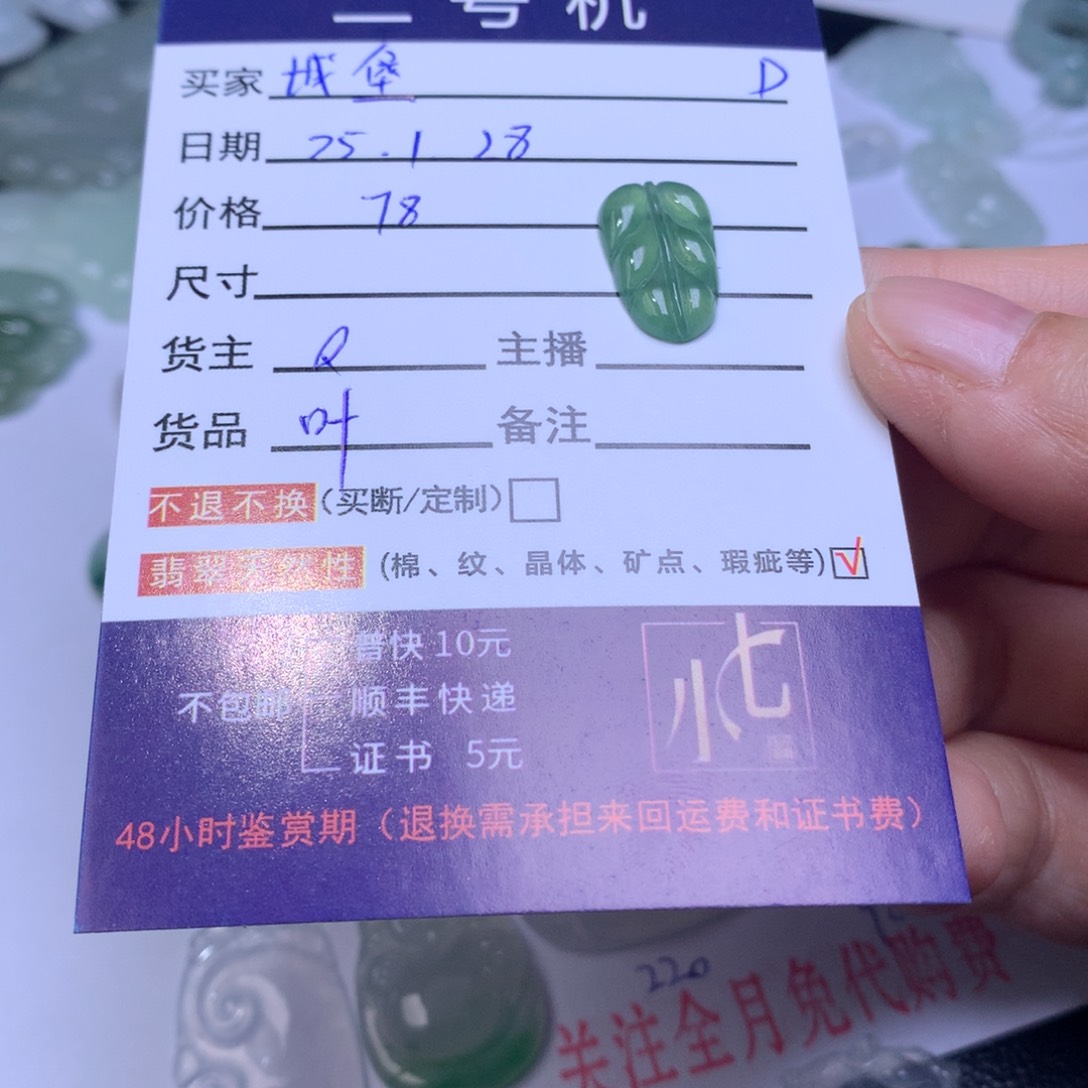 二号机
买家 城堡 D
日期 25.1 28
价格 78
尺寸
货主 Q 主播
货品 叶 备注
不退不换(买断/定制)
翡翠天然性(棉、纹、晶体、矿点、瑕疵等)√
普快 10元
不包邮 顺丰快递
证书 5元
小七
48小时鉴赏期(退换需承担来回运费和证书费)
220
关注全月免代购费